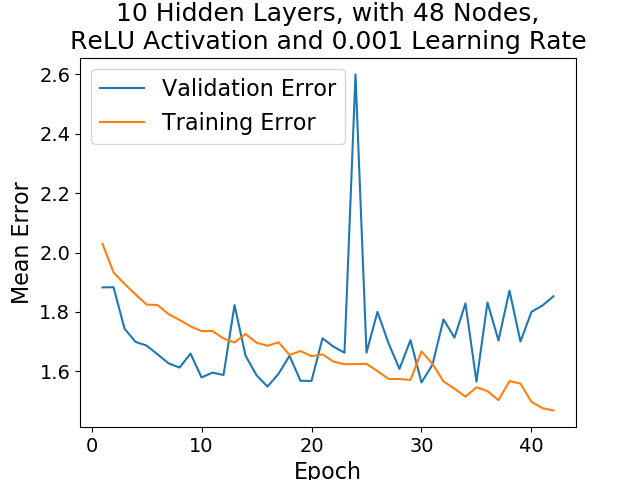 10 Hidden Layers, with 48 Nodes,
ReLU Activation and 0.001 Learning Rate
Validation Error
Training Error
Mean Error
2.6
2.4
2.2
2.0
1.8
1.6
0 10 20 30 40
Epoch